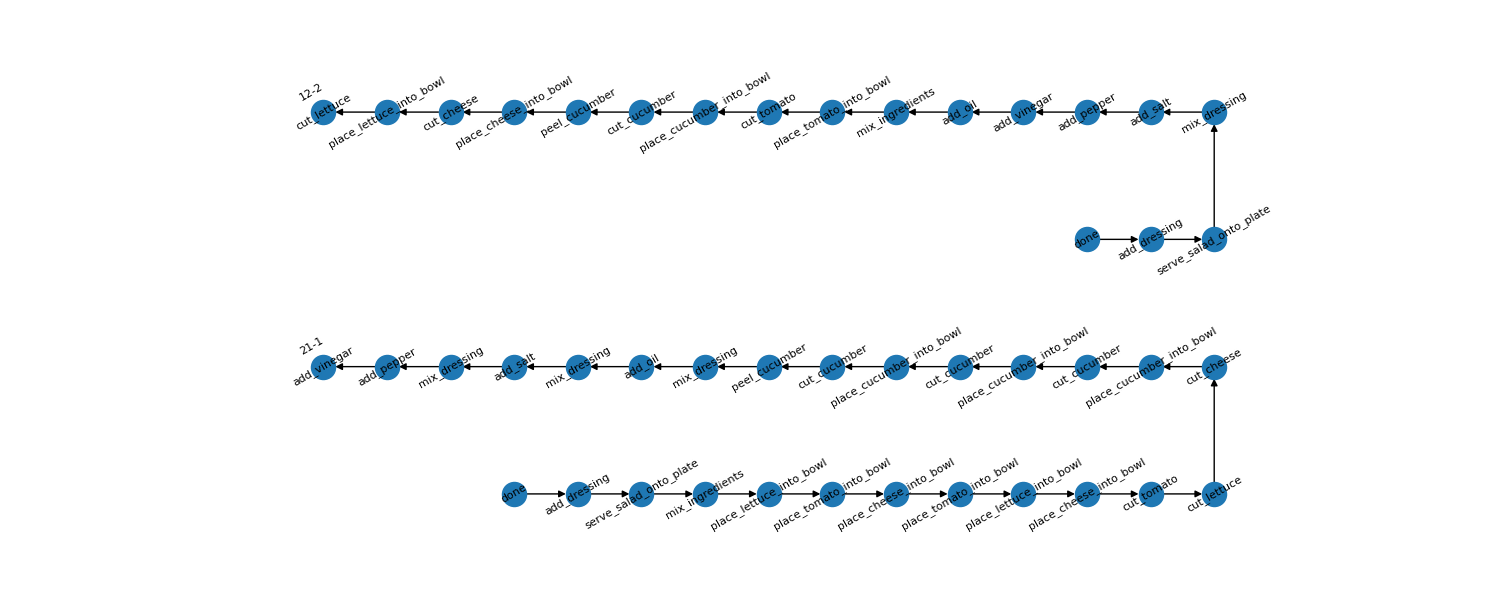 12-2
cut_lettuce
place_lettuce_into_bowl
cut_cheese
place_cheese_into_bowl
peel_cucumber
cut_cucumber
place_cucumber_into_bowl
cut_tomato
place_tomato_into_bowl
mix_ingredients
add_oil
add_vinegar
add_pepper
add_salt
mix_dressing
done
add_dressing
serve_salad_onto_plate
21-1
add_vinegar
add_pepper
mix_dressing
add_salt
mix_dressing
add_oil
mix_dressing
peel_cucumber
cut_cucumber
place_cucumber_into_bowl
cut_cucumber
place_cucumber_into_bowl
cut_cucumber
place_cucumber_into_bowl
cut_cheese
done
add_dressing
serve_salad_onto_plate
mix_ingredients
place_lettuce_into_bowl
place_tomato_into_bowl
place_cheese_into_bowl
place_tomato_into_bowl
place_lettuce_into_bowl
place_cheese_into_bowl
cut_tomato
cut_lettuce